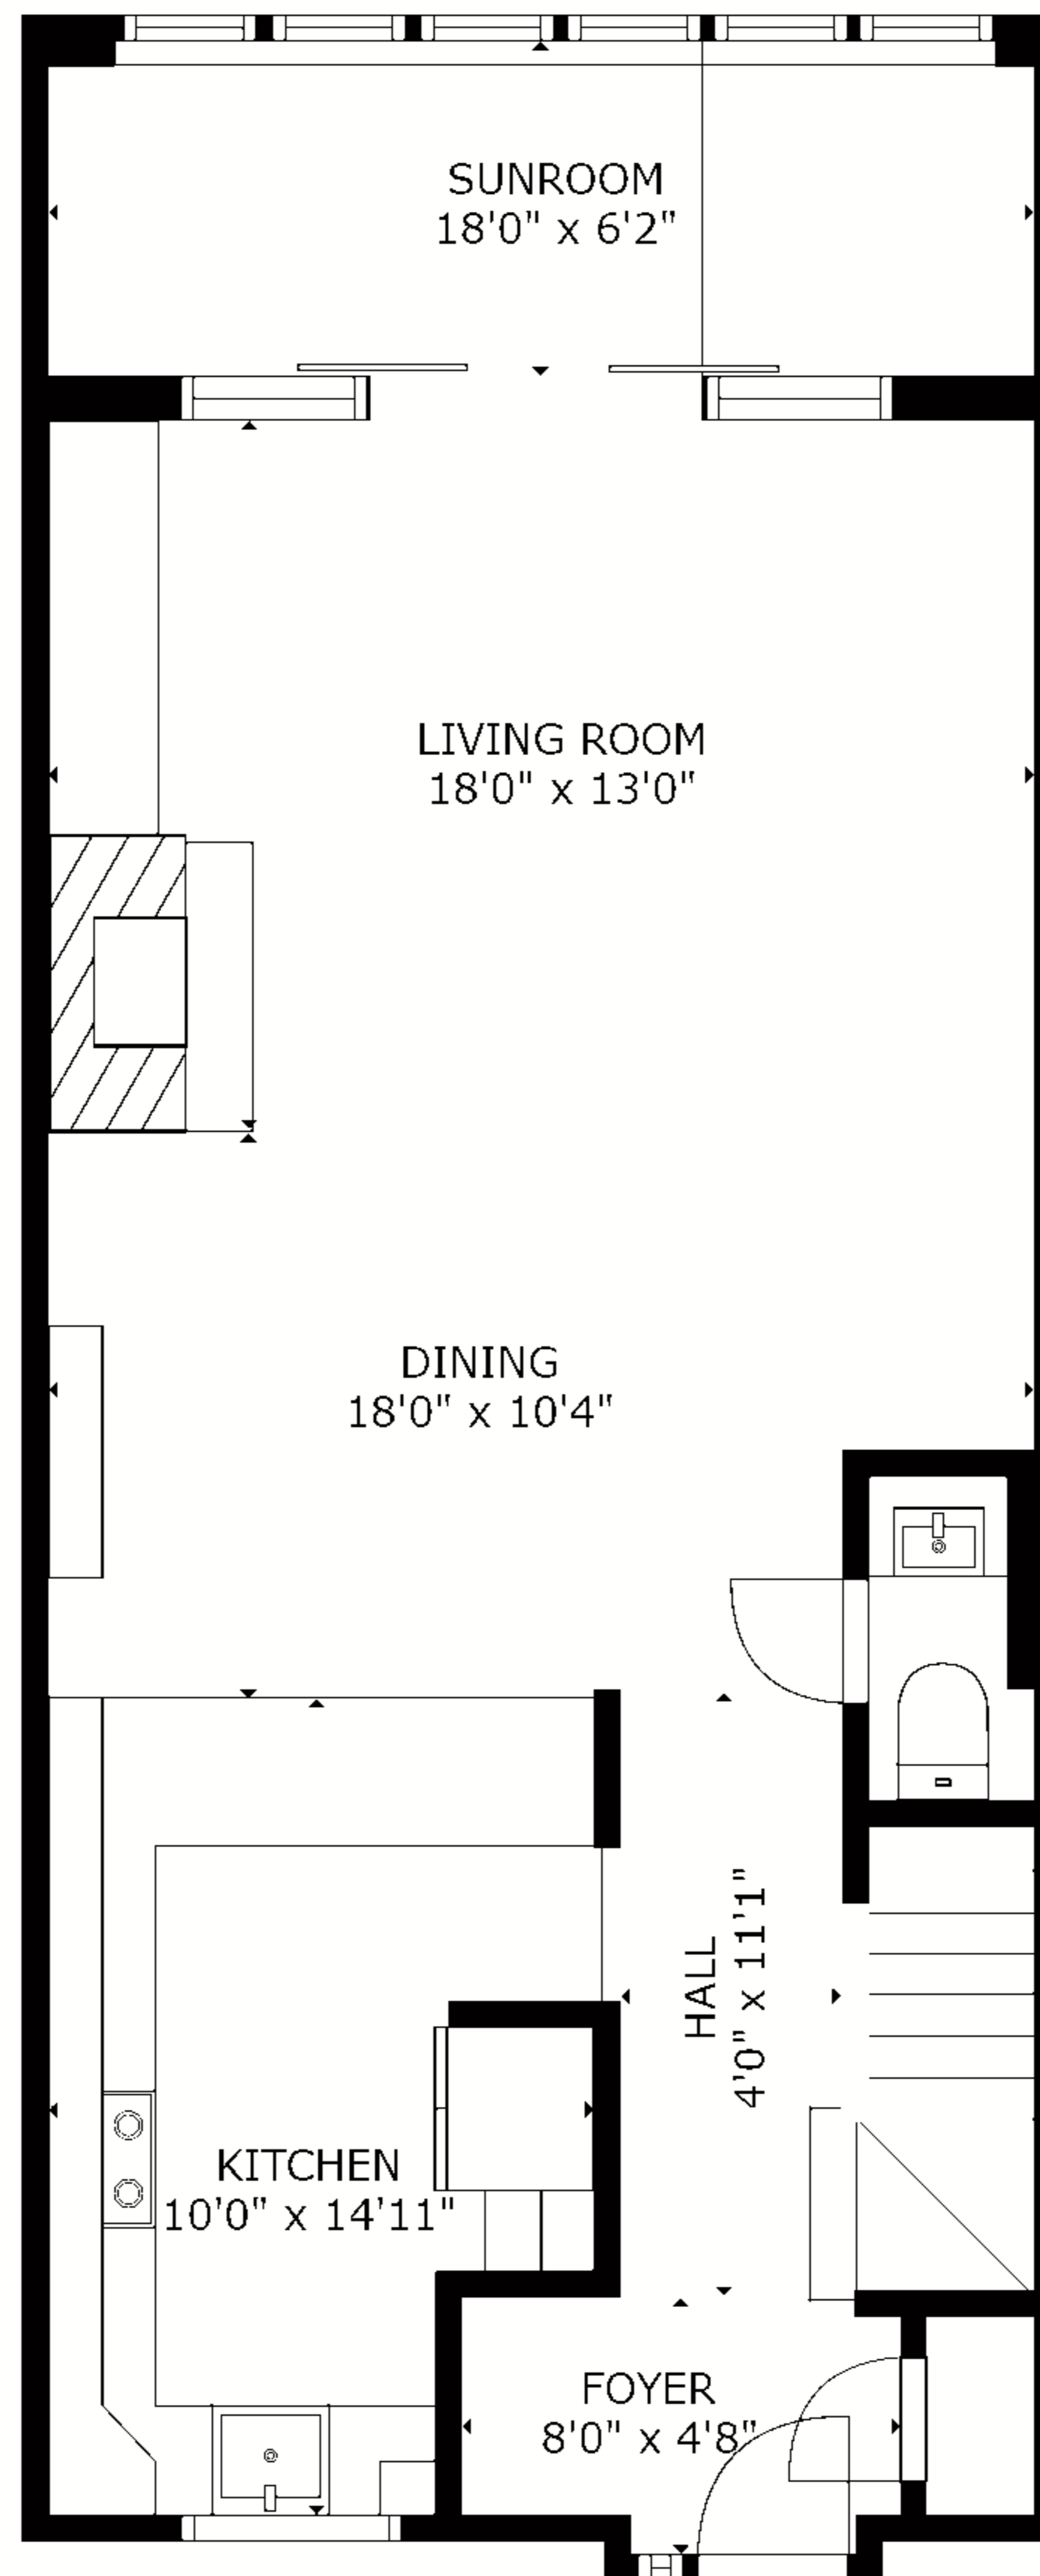 SUNROOM
18'0" x 6'2"
LIVING ROOM
18'0" x 13'0"
DINING
18'0" x 10'4"
HALL
4'0" x 11'1"
KITCHEN
10'0" x 14'11"
FOYER
8'0" x 4'8"